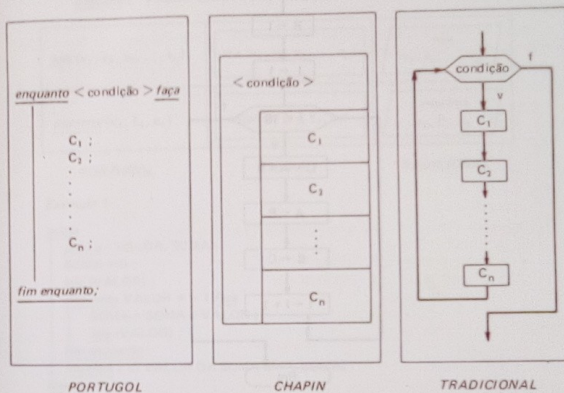 enquanto < condição > faça
C₁ ;
C₂ ;
.
.
.
.
.
.
Cₙ ;
fim enquanto;
PORTUGOL
< condição >
C₁
C₂
.
.
.
.
Cₙ
CHAPIN
condição
f
v
C₁
C₂
Cₙ
TRADICIONAL